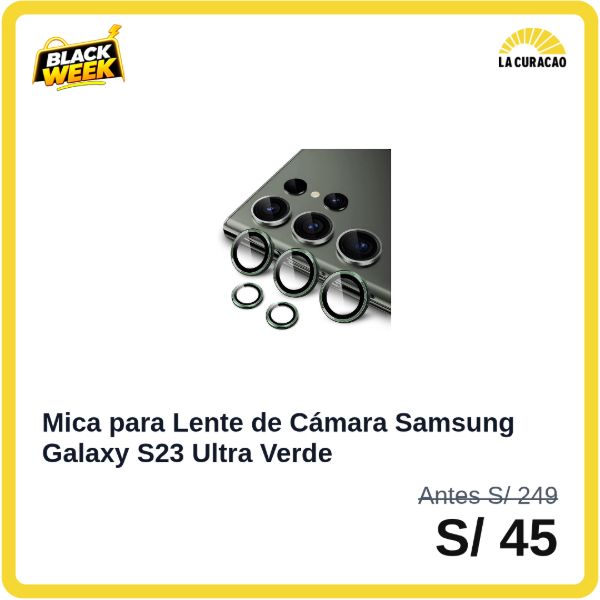 BLACK
WEEK
LA CURACAO
Mica para Lente de Cámara Samsung
Galaxy S23 Ultra Verde
Antes S/ 249
S/ 45